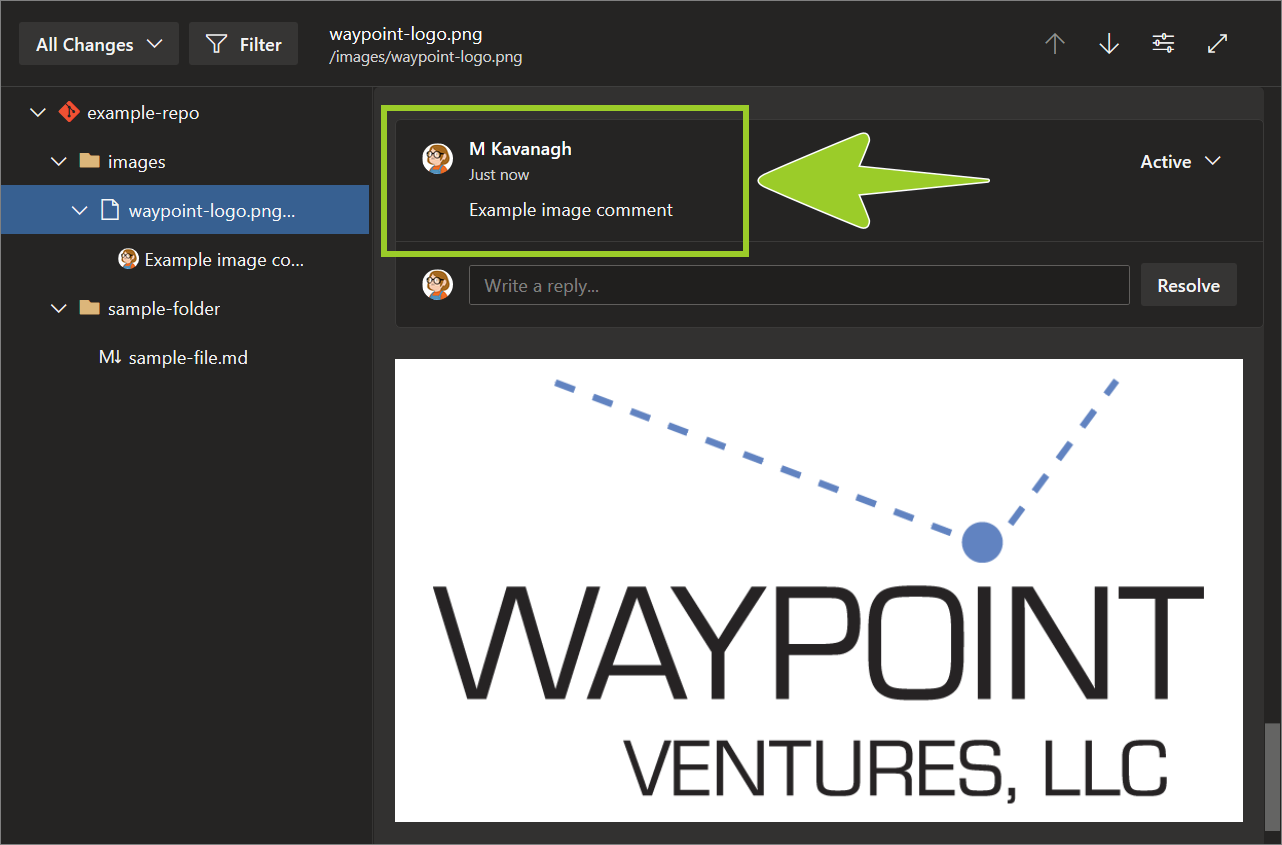 All Changes
Filter
waypoint-logo.png
/images/waypoint-logo.png
example-repo
images
waypoint-logo.png...
Example image co...
sample-folder
M↓ sample-file.md
M Kavanagh
Just now
Example image comment
Active
Write a reply...
Resolve
WAYPOINT
VENTURES, LLC